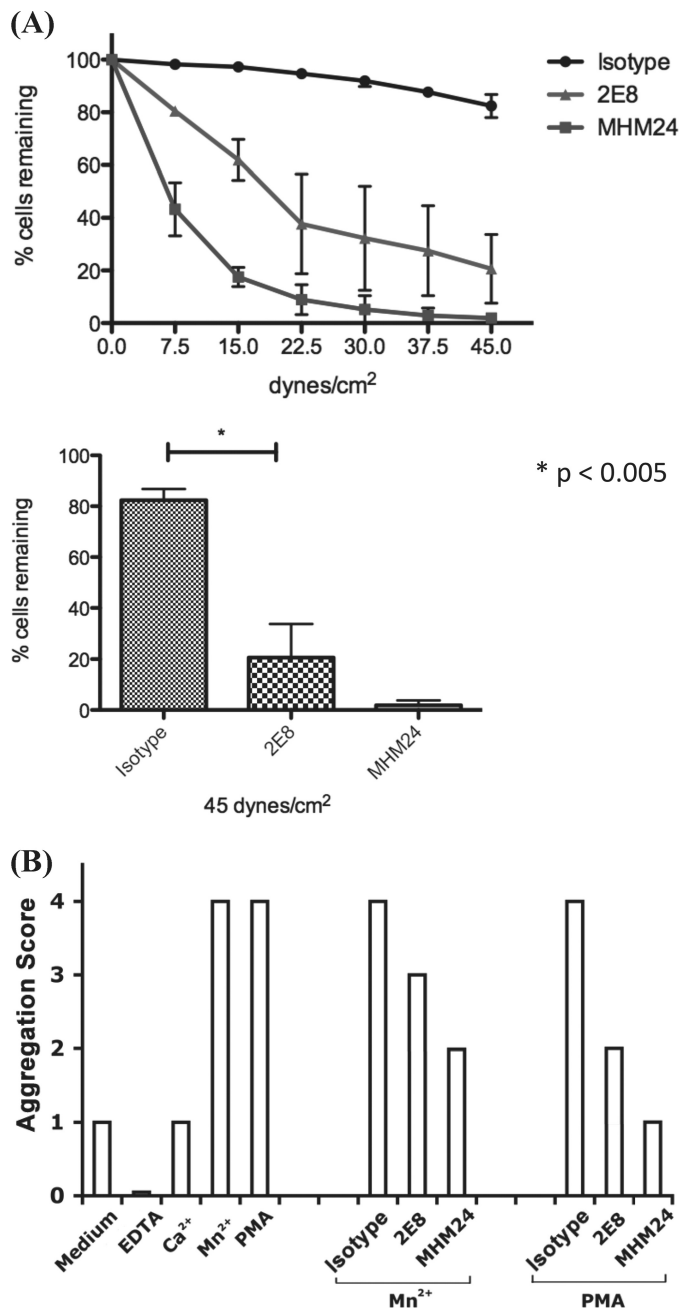 (A)
100
80
60
40
20
0
% cells remaining
0.0 7.5 15.0 22.5 30.0 37.5 45.0
dynes/cm²
Isotype
2E8
MHM24
*
100
80
60
40
20
0
% cells remaining
Isotype 2E8 MHM24
45 dynes/cm²
* p < 0.005
(B)
4
3
2
1
0
Aggregation Score
Medium EDTA Ca²⁺ Mn²⁺ PMA Isotype 2E8 MHM24 Isotype 2E8 MHM24
Mn²⁺ PMA